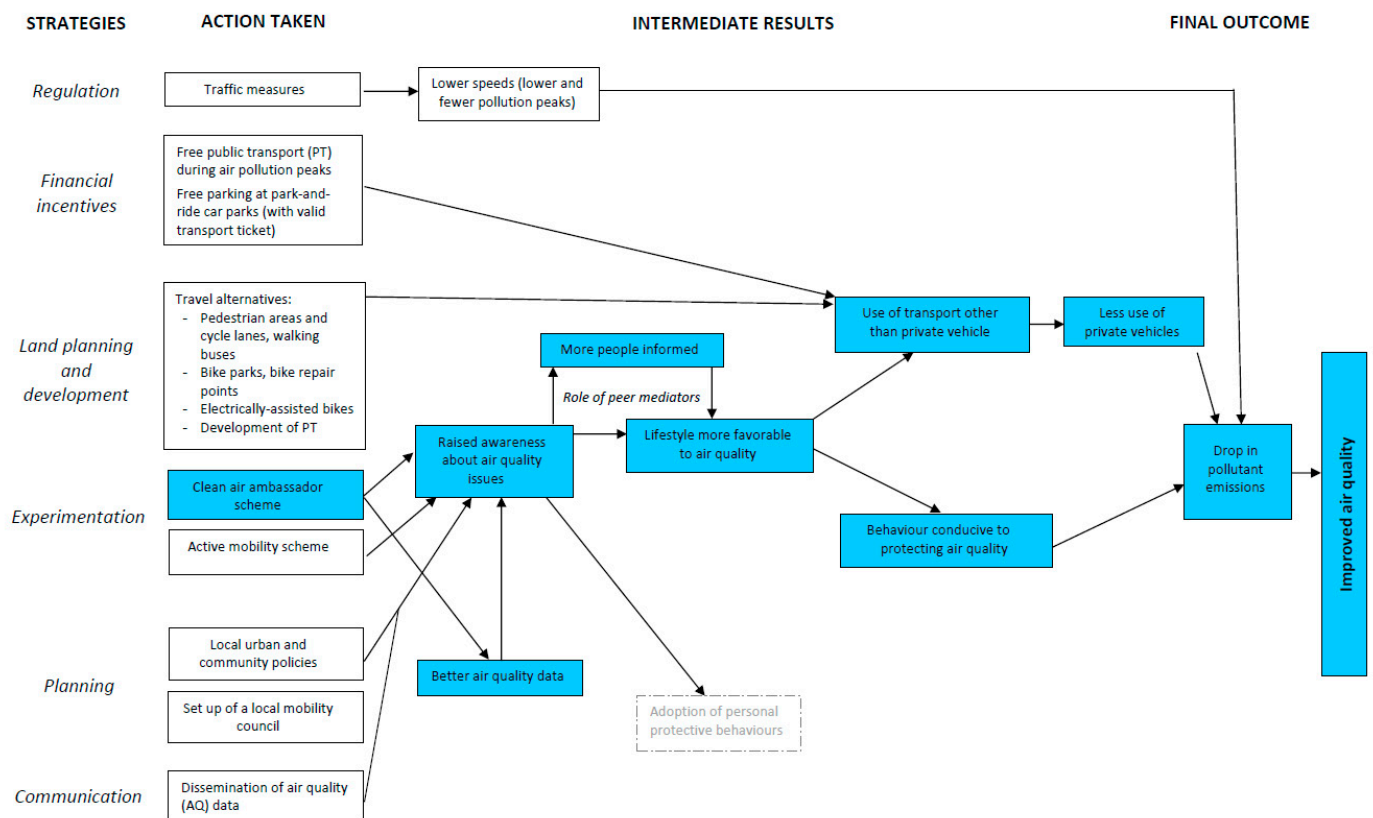 STRATEGIES
ACTION TAKEN
INTERMEDIATE RESULTS
FINAL OUTCOME
Regulation
Traffic measures
Lower speeds (lower and
fewer pollution peaks)
Financial
incentives
Free public transport (PT)
during air pollution peaks
Free parking at park-and-
ride car parks (with valid
transport ticket)
Land planning
and
development
Travel alternatives:
- Pedestrian areas and
cycle lanes, walking
buses
- Bike parks, bike repair
points
- Electrically-assisted bikes
- Development of PT
Use of transport other
than private vehicle
Less use of
private vehicles
More people informed
Role of peer mediators
Raised awareness
about air quality
issues
Lifestyle more favorable
to air quality
Drop in
pollutant
emissions
Improved air quality
Experimentation
Clean air ambassador
scheme
Active mobility scheme
Behaviour conducive to
protecting air quality
Planning
Local urban and
community policies
Set up of a local mobility
council
Better air quality data
Adoption of personal
protective behaviours
Communication
Dissemination of air quality
(AQ) data